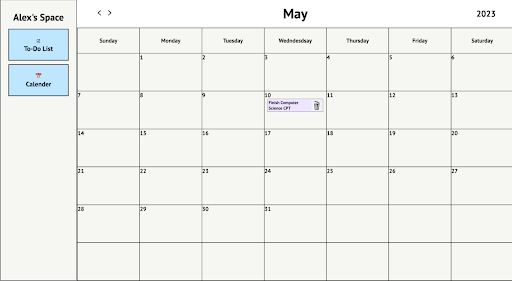 Alex's Space
To-Do List
Calender
< >
May
2023
Sunday Monday Tuesday Wedndesdsay Thursday Friday Saturday
1 2 3 4 5 6
7 8 9 10 11 12 13
Finish Computer
Science CPT
14 15 16 17 18 19 20
21 22 23 24 25 26 27
28 29 30 31